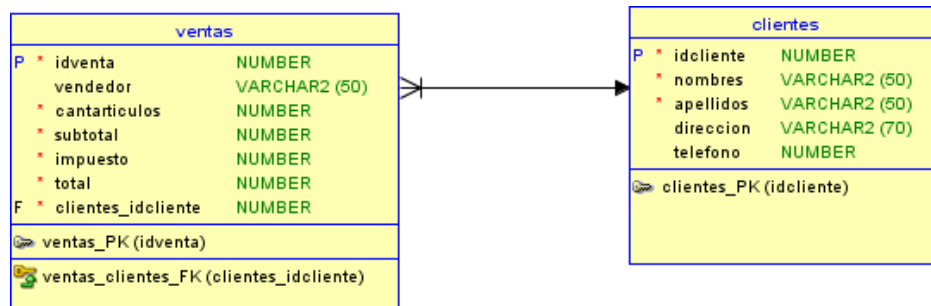 ventas
P * idventa NUMBER
vendedor VARCHAR2 (50)
* cantarticulos NUMBER
* subtotal NUMBER
* impuesto NUMBER
* total NUMBER
F * clientes_idcliente NUMBER
ventas_PK (idventa)
ventas_clientes_FK (clientes_idcliente)
clientes
P * idcliente NUMBER
* nombres VARCHAR2 (50)
* apellidos VARCHAR2 (50)
direccion VARCHAR2 (70)
telefono NUMBER
clientes_PK (idcliente)